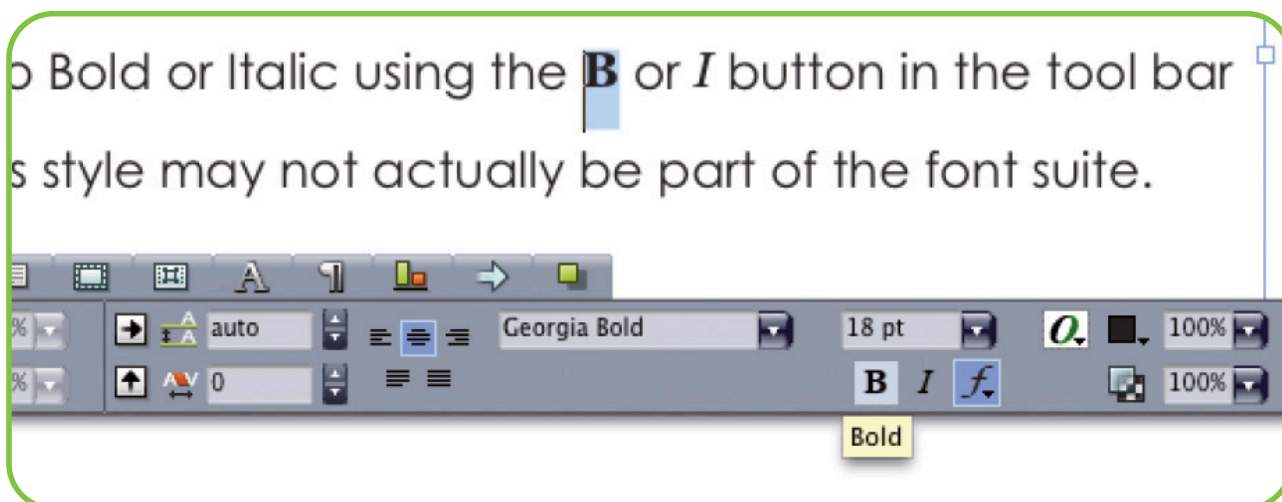 o Bold or Italic using the B or I button in the tool bar
s style may not actually be part of the font suite.
% auto Georgia Bold 18 pt 100%
% 0 B I f 100%
Bold